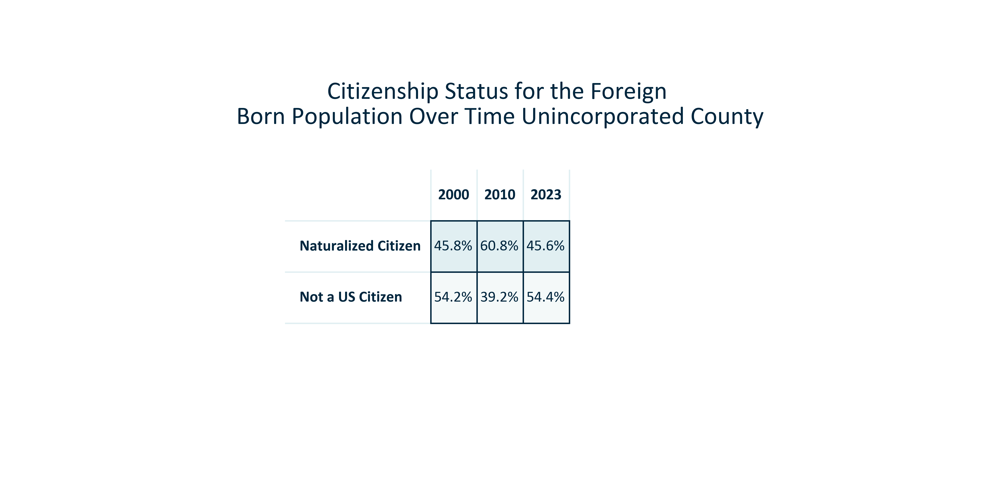 Citizenship Status for the Foreign
Born Population Over Time Unincorporated County
2000 2010 2023
Naturalized Citizen 45.8% 60.8% 45.6%
Not a US Citizen 54.2% 39.2% 54.4%